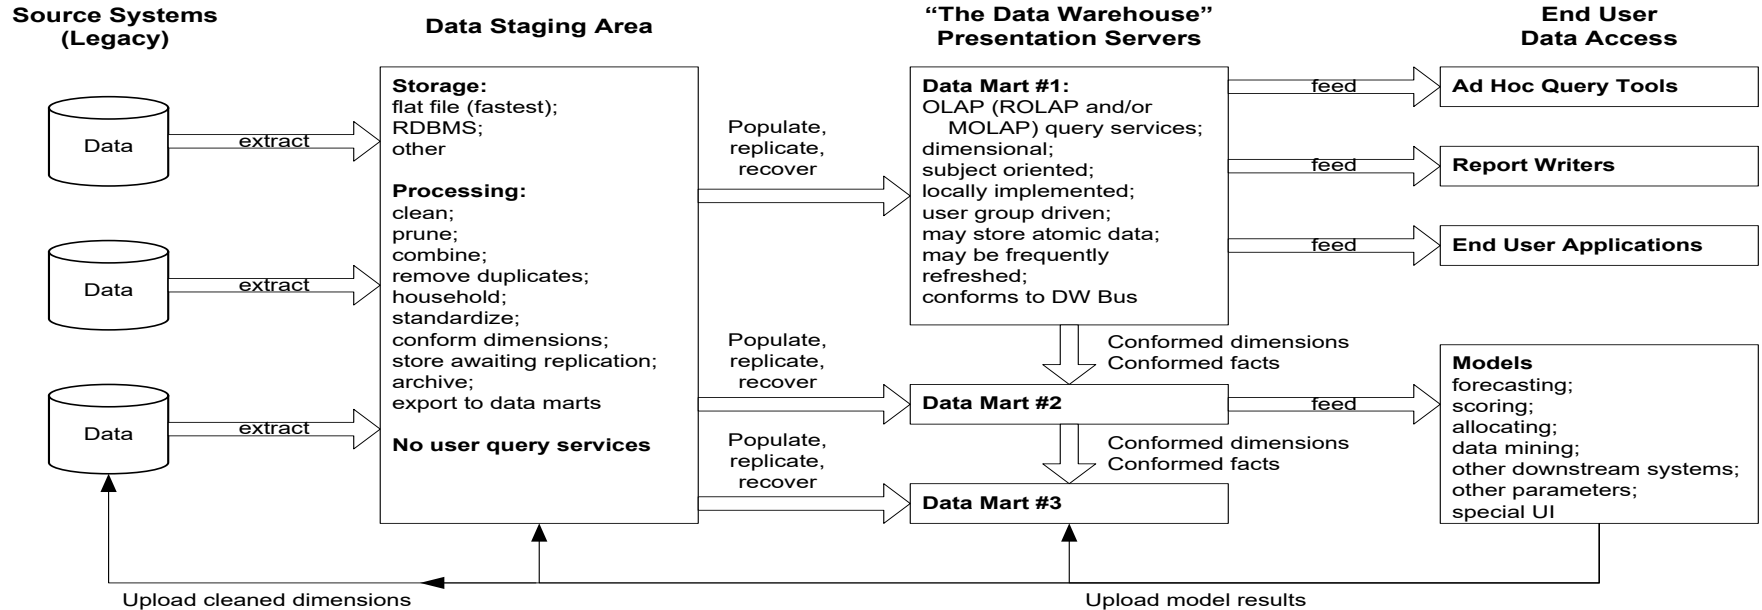 Source Systems
(Legacy)
Data
extract
Data
extract
Data
extract
Data Staging Area
Storage:
flat file (fastest);
RDBMS;
other
Processing:
clean;
prune;
combine;
remove duplicates;
household;
standardize;
conform dimensions;
store awaiting replication;
archive;
export to data marts
No user query services
Populate,
replicate,
recover
Populate,
replicate,
recover
Populate,
replicate,
recover
“The Data Warehouse”
Presentation Servers
Data Mart #1:
OLAP (ROLAP and/or
MOLAP) query services;
dimensional;
subject oriented;
locally implemented;
user group driven;
may store atomic data;
may be frequently
refreshed;
conforms to DW Bus
Conformed dimensions
Conformed facts
Data Mart #2
Conformed dimensions
Conformed facts
Data Mart #3
feed
feed
feed
feed
End User
Data Access
Ad Hoc Query Tools
Report Writers
End User Applications
Models
forecasting;
scoring;
allocating;
data mining;
other downstream systems;
other parameters;
special UI
Upload cleaned dimensions
Upload model results